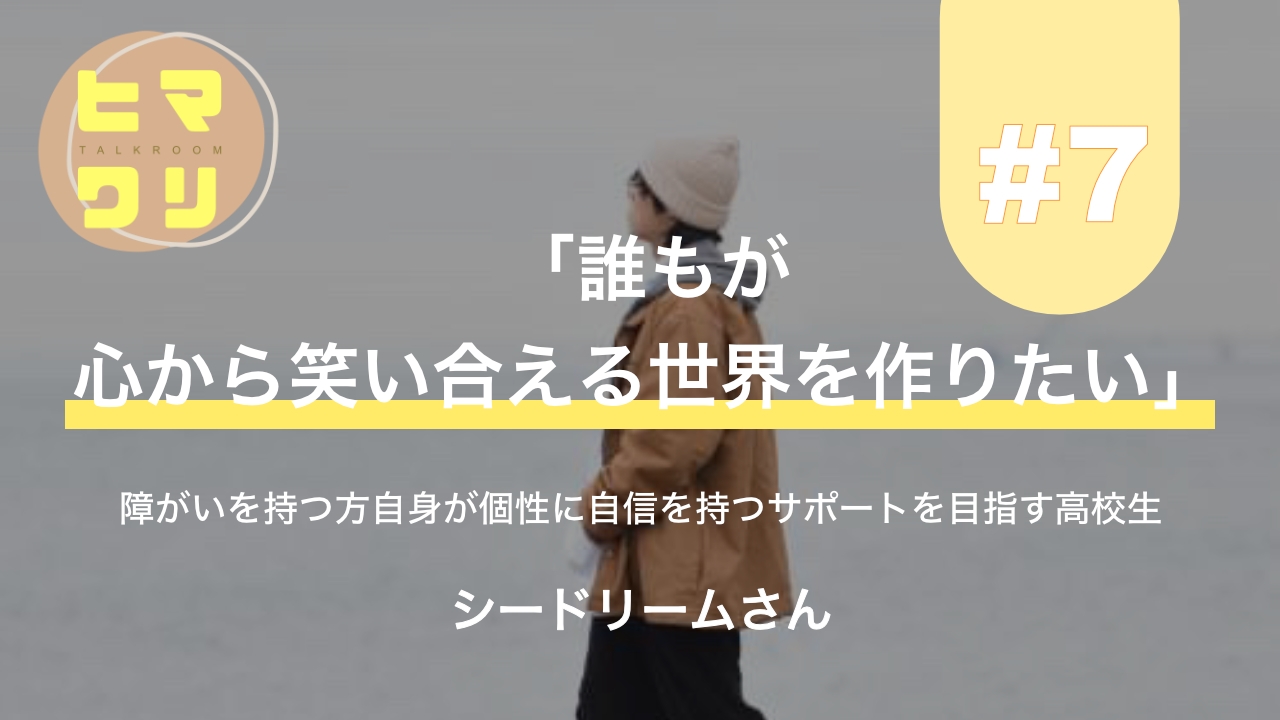 ヒマ
TALKROOM
ワリ
#7
「誰もが
心から笑い合える世界を作りたい」
障がいを持つ方自身が個性に自信を持つサポートを目指す高校生
シードリームさん